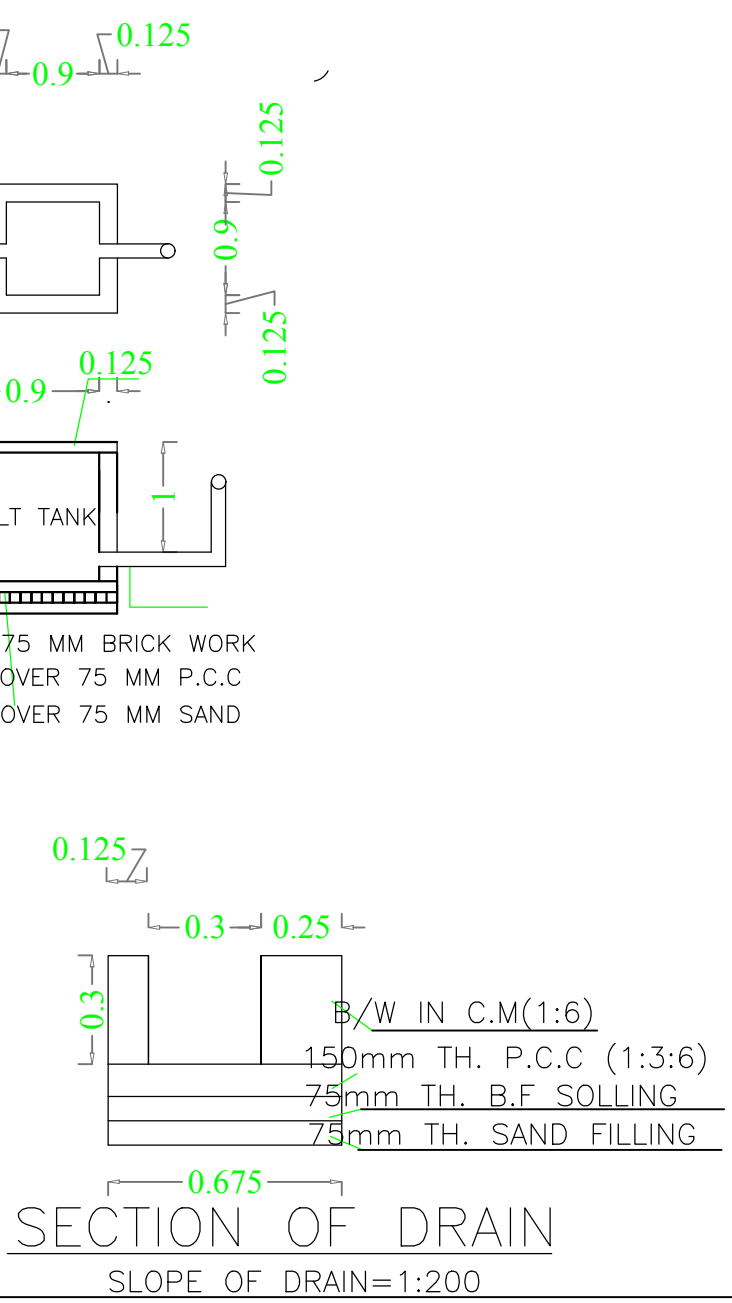 0.125
0.9
0.125
0.9
0.125
0.125
0.9
LT TANK
1
75 MM BRICK WORK
OVER 75 MM P.C.C
OVER 75 MM SAND
0.125
0.3 0.25
0.3
B/W IN C.M(1:6)
150mm TH. P.C.C (1:3:6)
75mm TH. B.F SOLLING
75mm TH. SAND FILLING
0.675
SECTION OF DRAIN
SLOPE OF DRAIN=1:200